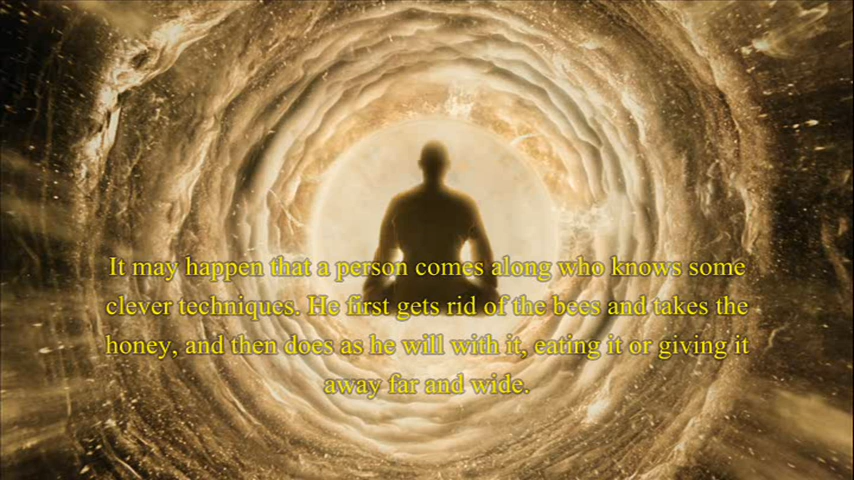 It may happen that a person comes along who knows some
clever techniques. He first gets rid of the bees and takes the
honey, and then does as he will with it, eating it or giving it
away far and wide.